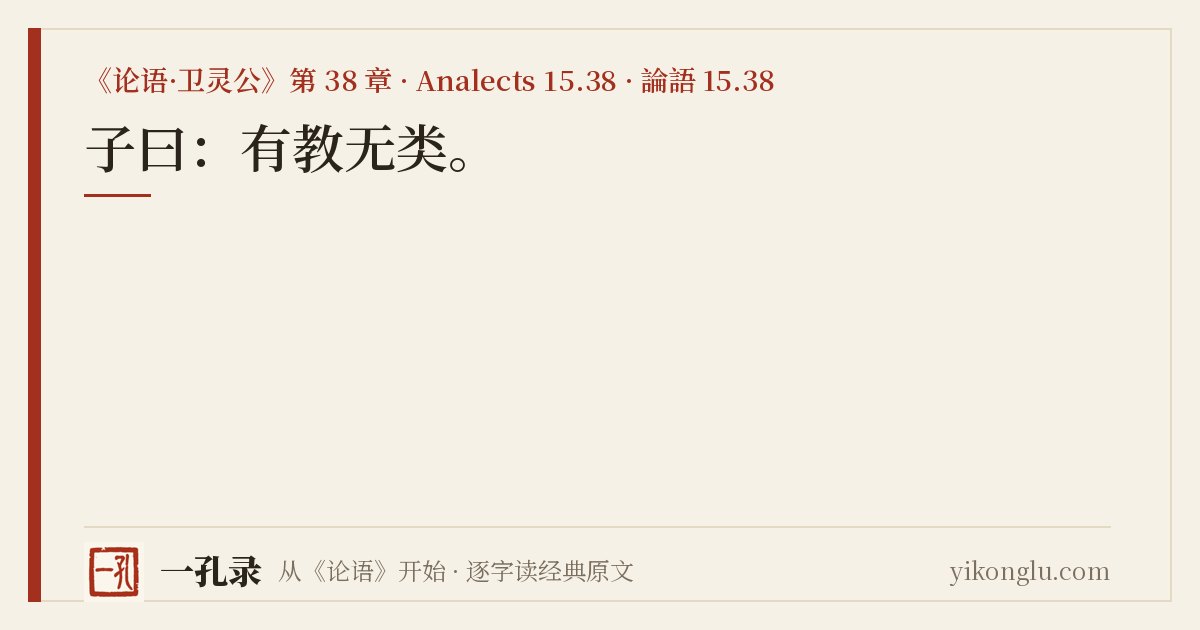 《论语·卫灵公》第 38 章 · Analects 15.38 · 論語 15.38
子曰：有教无类。
一孔
一孔录 从《论语》开始 · 逐字读经典原文 yikonglu.com